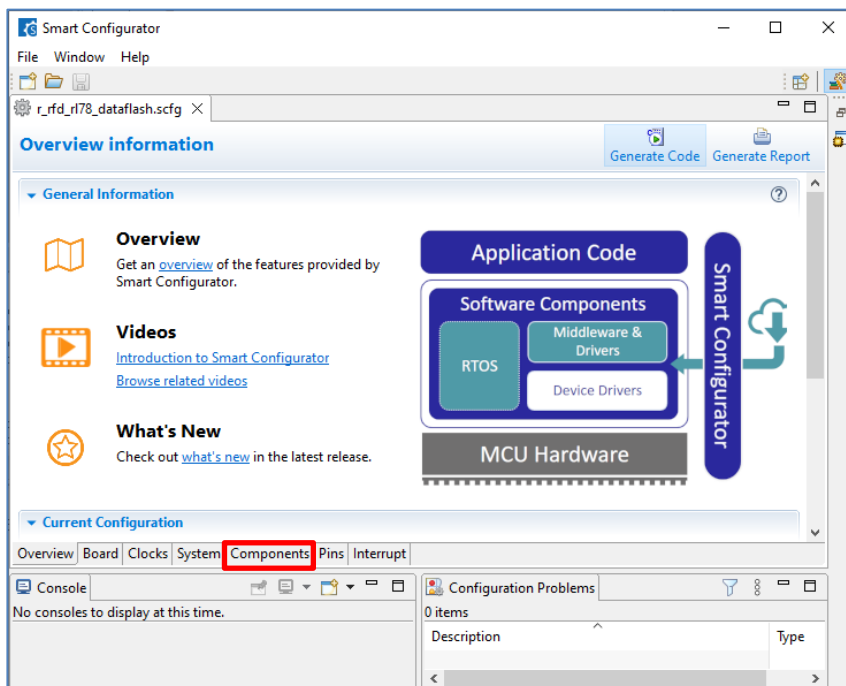 Smart Configurator
File Window Help
r_rfd_rl78_dataflash.scfg
Overview information
Generate Code Generate Report
General Information
Overview
Get an overview of the features provided by
Smart Configurator.
Videos
Introduction to Smart Configurator
Browse related videos
What's New
Check out what's new in the latest release.
Application Code
Software Components
RTOS
Middleware &
Drivers
Device Drivers
MCU Hardware
Smart Configurator
Current Configuration
Overview Board Clocks System Components Pins Interrupt
Console
No consoles to display at this time.
Configuration Problems
0 items
Description Type